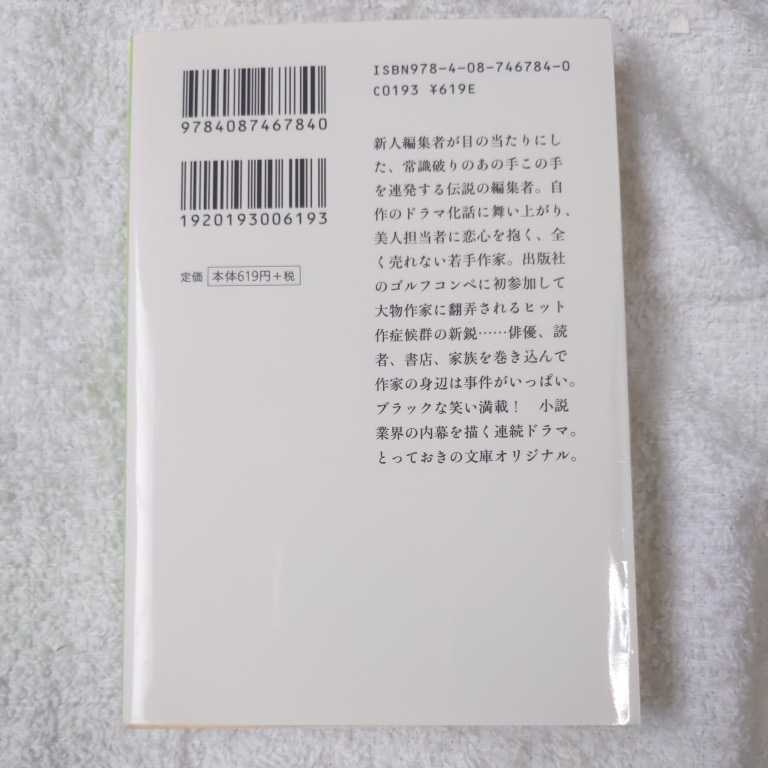 ISBN978-4-08-746784-0
C0193 ¥619E
9784087467840
1920193006193
定価 本体619円+税
新人編集者が目の当たりにし
た、常識破りのあの手この手
を連発する伝説の編集者。自
作のドラマ化話に舞い上がり、
美人担当者に恋心を抱く、全
く売れない若手作家。出版社
のゴルフコンペに初参加して
大物作家に翻弄されるヒット
作症候群の新鋭……俳優、読
者、書店、家族を巻き込んで
作家の身辺は事件がいっぱい。
ブラックな笑い満載！　小説
業界の内幕を描く連続ドラマ。
とっておきの文庫オリジナル。